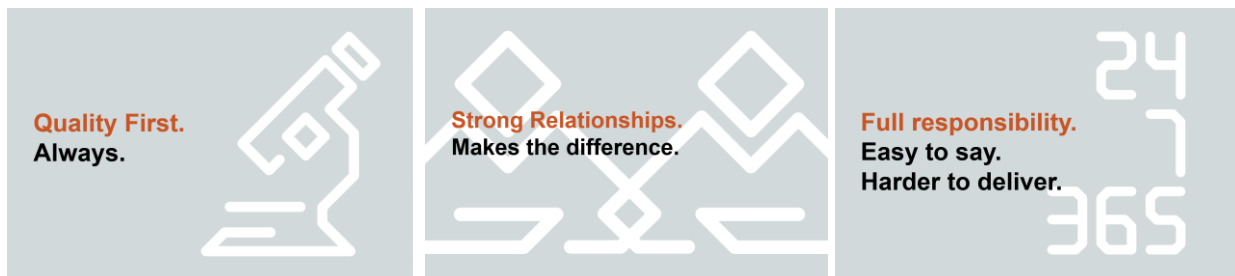 Quality First.
Always.
Strong Relationships.
Makes the difference.
Full responsibility.
Easy to say.
Harder to deliver.
24
7
365